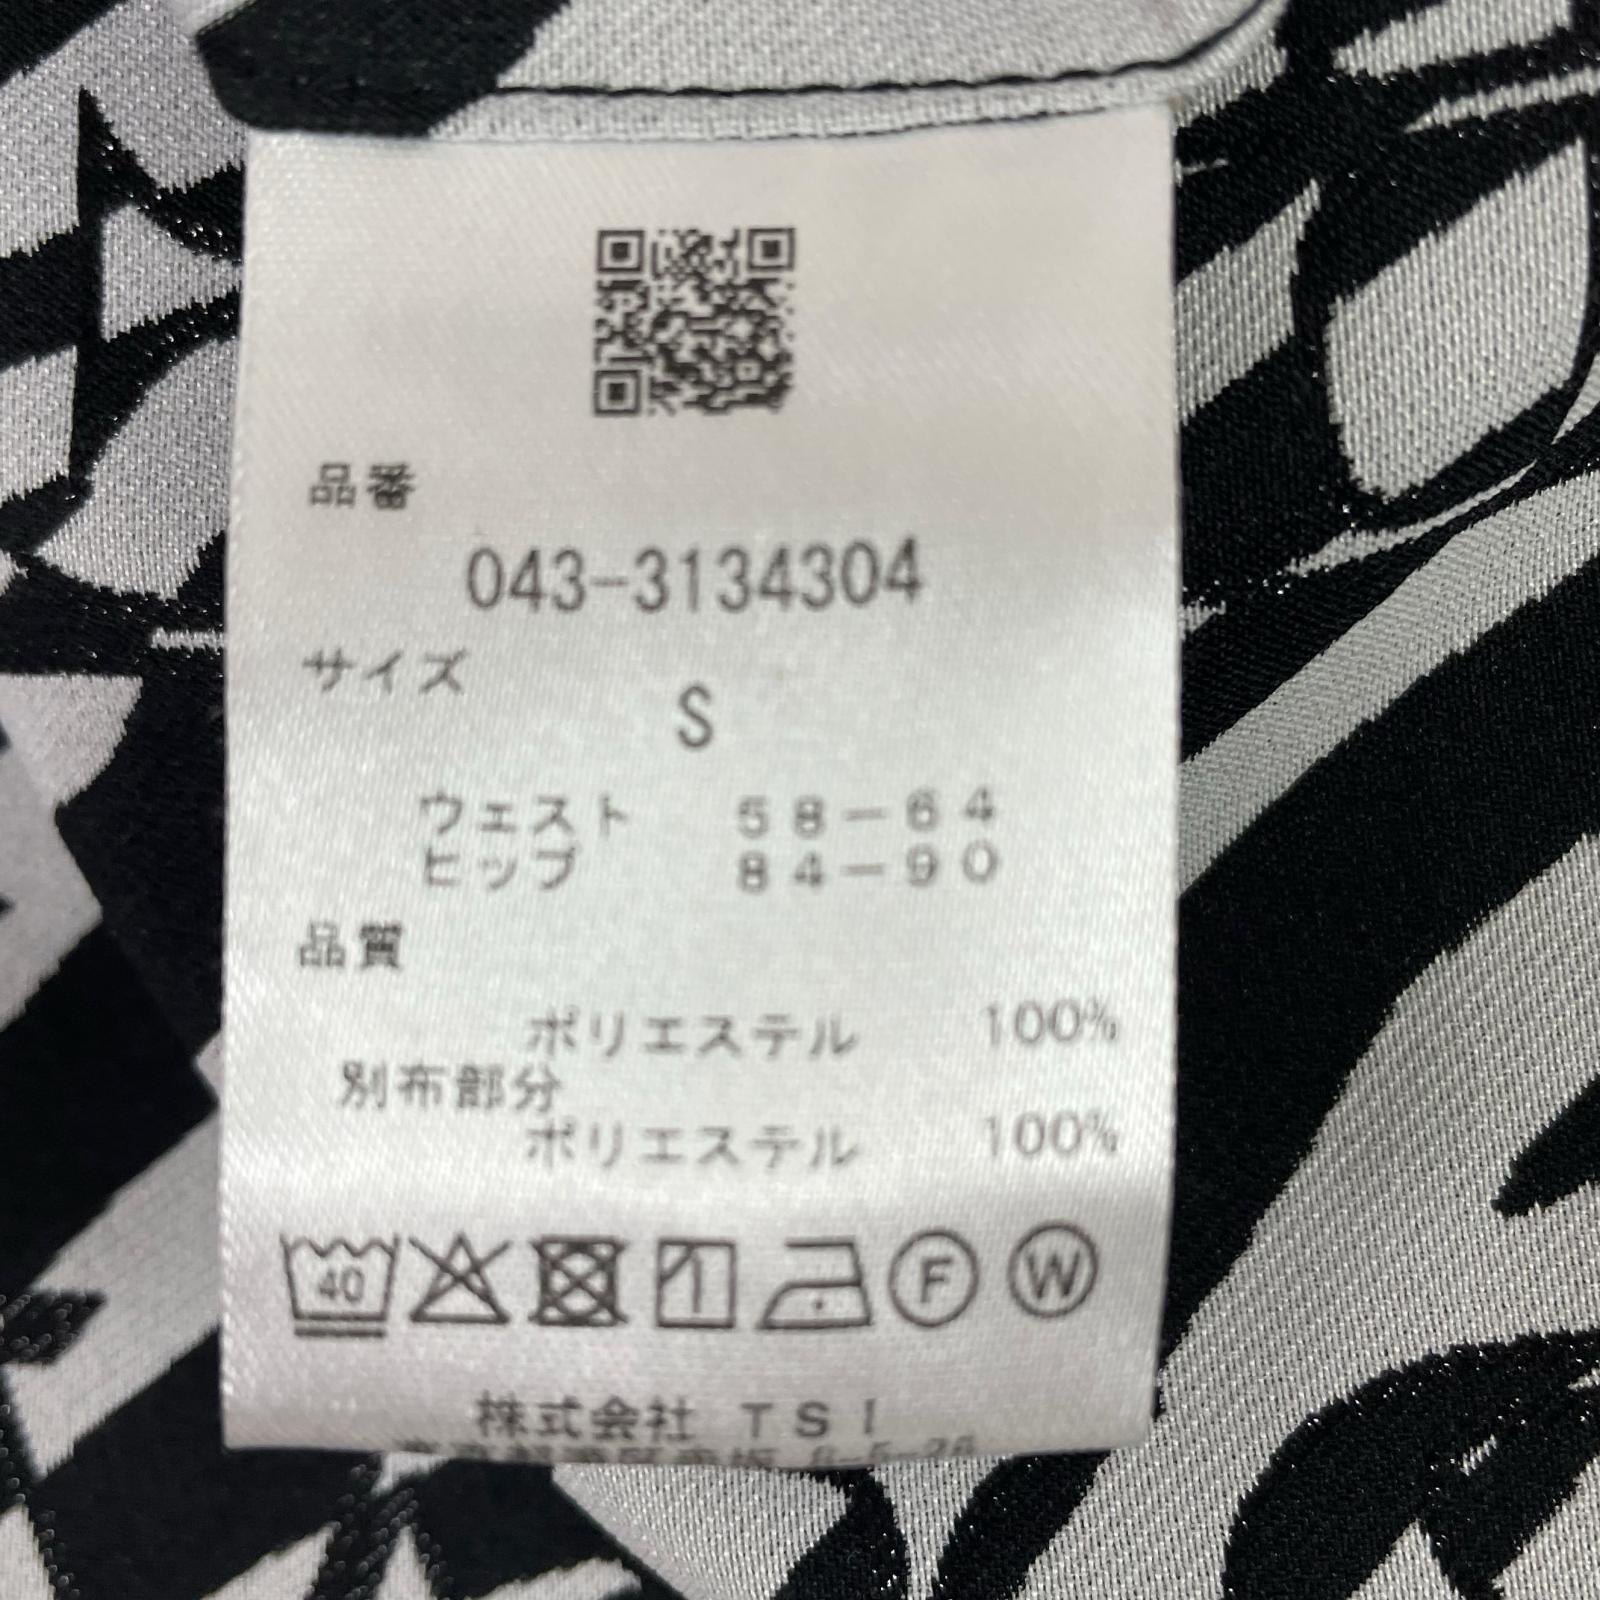 品番
043-3134304
サイズ
S
ウェスト 58-64
ヒップ 84-90
品質
ポリエステル 100%
別布部分
ポリエステル 100%
40 1 F W
株式会社 TSI